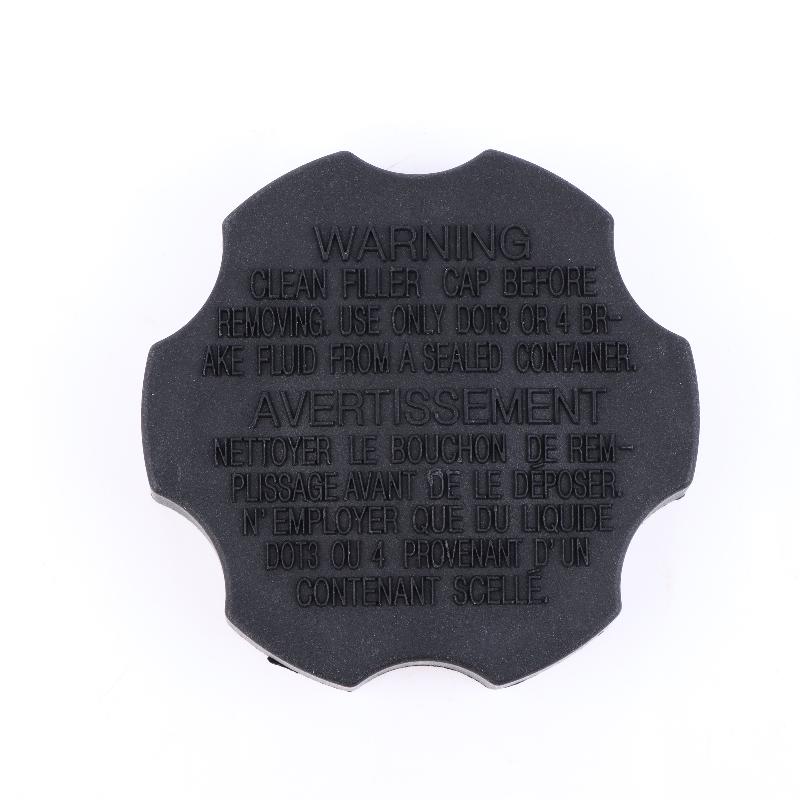 WARNING
CLEAN FILLER CAP BEFORE
REMOVING. USE ONLY DOT3 OR 4 BR-
AKE FLUID FROM A SEALED CONTAINER.
AVERTISSEMENT
NETTOYER LE BOUCHON DE REM-
PLISSAGE AVANT DE LE DÉPOSER.
N'EMPLOYER QUE DU LIQUIDE
DOT3 OU 4 PROVENANT D'UN
CONTENANT SCELLÉ.